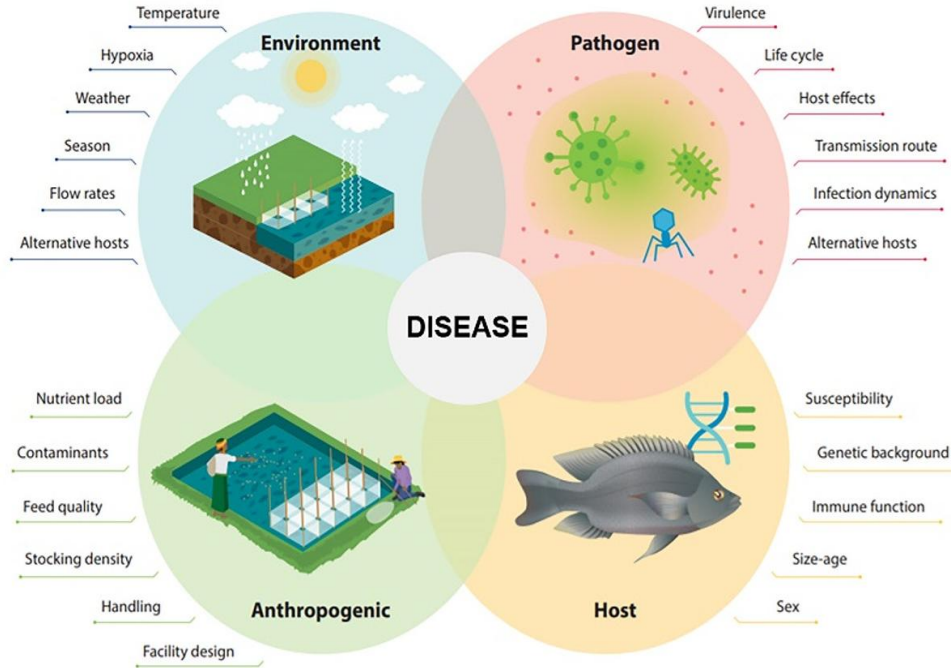 Temperature
Environment
Hypoxia
Weather
Season
Flow rates
Alternative hosts
Pathogen
Virulence
Life cycle
Host effects
Transmission route
Infection dynamics
Alternative hosts
DISEASE
Nutrient load
Contaminants
Feed quality
Stocking density
Handling
Facility design
Anthropogenic
Susceptibility
Genetic background
Immune function
Size-age
Sex
Host